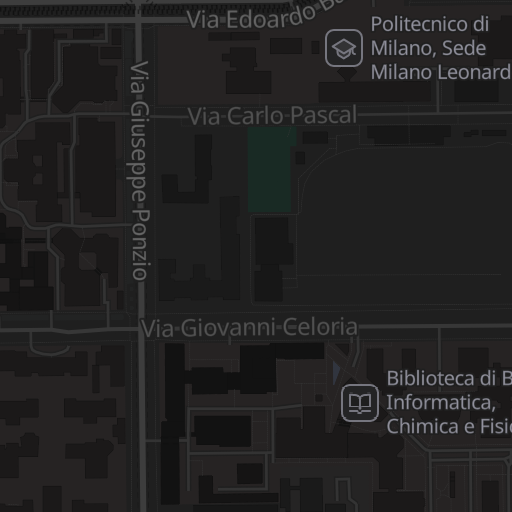 Via Edoardo
Politecnico di
Milano, Sede
Milano Leonard
Via Carlo Pascal
Via Giuseppe Ponzio
Via Giovanni Celoria
Biblioteca di B
Informatica,
Chimica e Fisic